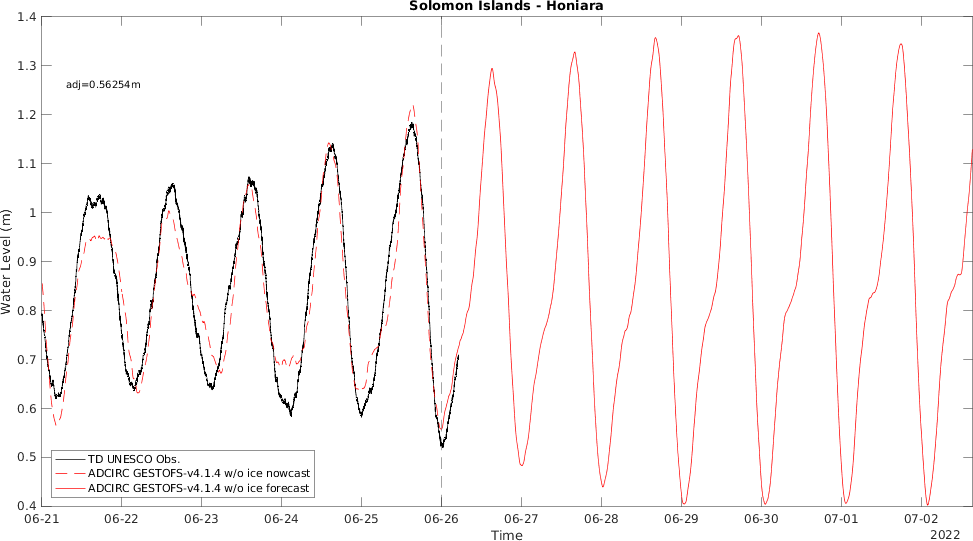 Solomon Islands - Honiara
1.4
1.3
1.2
1.1
1
0.9
0.8
0.7
0.6
0.5
0.4
Water Level (m)
adj=0.56254m
TD UNESCO Obs.
ADCIRC GESTOFS-v4.1.4 w/o ice nowcast
ADCIRC GESTOFS-v4.1.4 w/o ice forecast
06-21 06-22 06-23 06-24 06-25 06-26 06-27 06-28 06-29 06-30 07-01 07-02
2022
Time